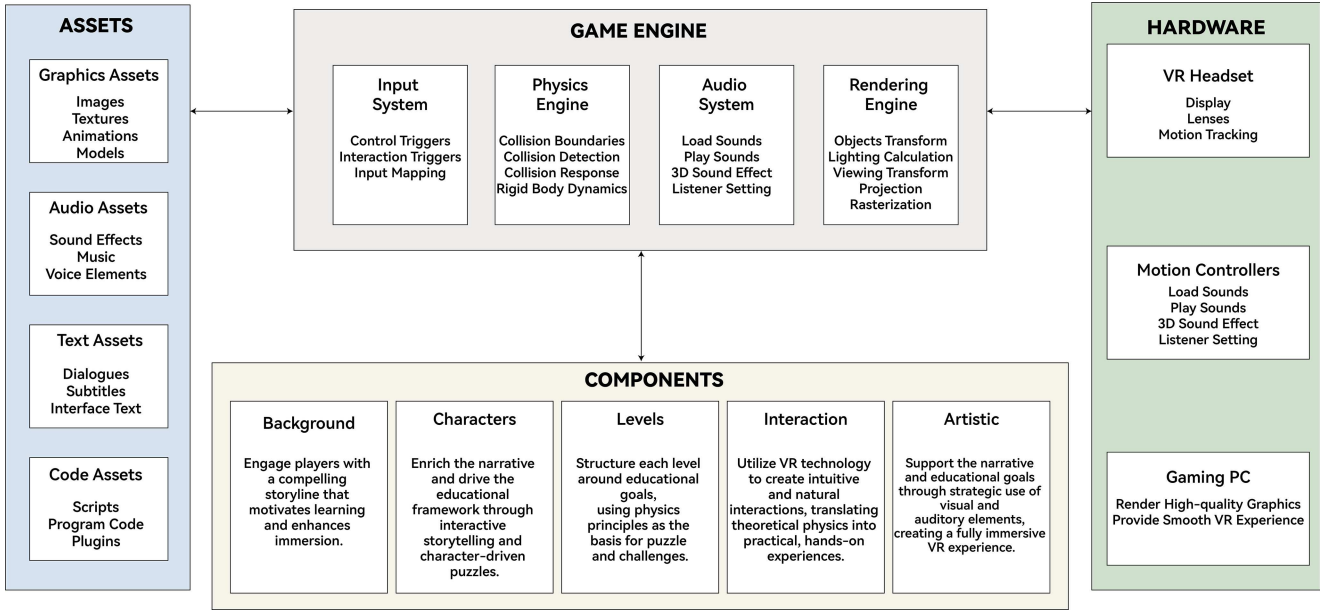 ASSETS
Graphics Assets
Images
Textures
Animations
Models
Audio Assets
Sound Effects
Music
Voice Elements
Text Assets
Dialogues
Subtitles
Interface Text
Code Assets
Scripts
Program Code
Plugins
GAME ENGINE
Input
System
Control Triggers
Interaction Triggers
Input Mapping
Physics
Engine
Collision Boundaries
Collision Detection
Collision Response
Rigid Body Dynamics
Audio
System
Load Sounds
Play Sounds
3D Sound Effect
Listener Setting
Rendering
Engine
Objects Transform
Lighting Calculation
Viewing Transform
Projection
Rasterization
COMPONENTS
Background
Engage players with
a compelling
storyline that
motivates learning
and enhances
immersion.
Characters
Enrich the narrative
and drive the
educational
framework through
interactive
storytelling and
character-driven
puzzles.
Levels
Structure each level
around educational
goals,
using physics
principles as the
basis for puzzle
and challenges.
Interaction
Utilize VR technology
to create intuitive
and natural
interactions, translating
theoretical physics into
practical, hands-on
experiences.
Artistic
Support the narrative
and educational goals
through strategic use of
visual and
auditory elements,
creating a fully immersive
VR experience.
HARDWARE
VR Headset
Display
Lenses
Motion Tracking
Motion Controllers
Load Sounds
Play Sounds
3D Sound Effect
Listener Setting
Gaming PC
Render High-quality Graphics
Provide Smooth VR Experience